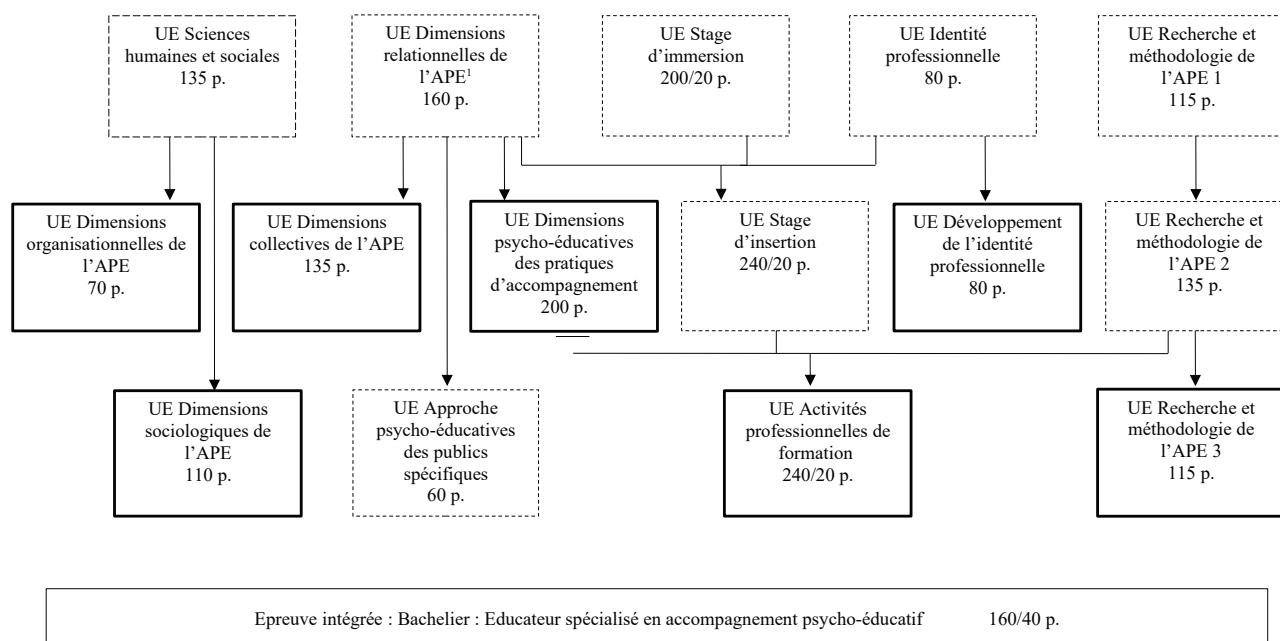 UE Sciences
humaines et sociales
135 p.
UE Dimensions
relationnelles de
l’APE¹
160 p.
UE Stage
d’immersion
200/20 p.
UE Identité
professionnelle
80 p.
UE Recherche et
méthodologie de
l’APE 1
115 p.
UE Dimensions
organisationnelles de
l’APE
70 p.
UE Dimensions
collectives de l’APE
135 p.
UE Dimensions
psycho-éducatives
des pratiques
d’accompagnement
200 p.
UE Stage
d’insertion
240/20 p.
UE Développement
de l’identité
professionnelle
80 p.
UE Recherche et
méthodologie de
l’APE 2
135 p.
UE Dimensions
sociologiques de
l’APE
110 p.
UE Approche
psycho-éducatives
des publics
spécifiques
60 p.
UE Activités
professionnelles de
formation
240/20 p.
UE Recherche et
méthodologie de
l’APE 3
115 p.
Epreuve intégrée : Bachelier : Educateur spécialisé en accompagnement psycho-éducatif 160/40 p.